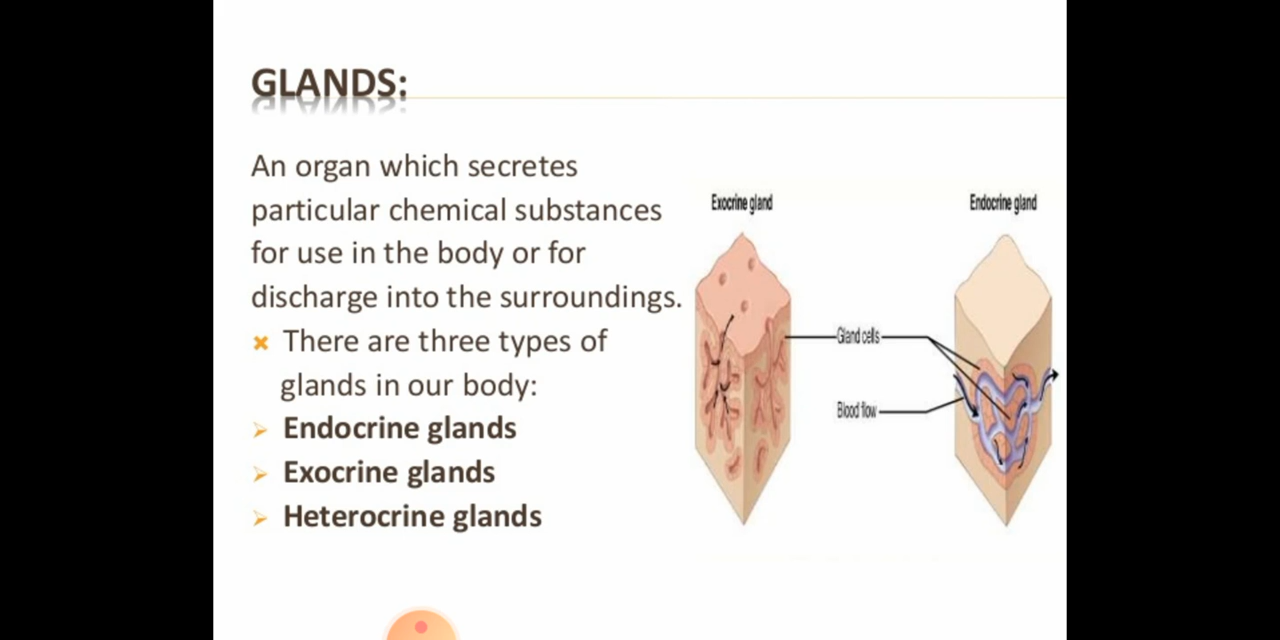 GLANDS:
An organ which secretes
particular chemical substances
for use in the body or for
discharge into the surroundings.
There are three types of
glands in our body:
Endocrine glands
Exocrine glands
Heterocrine glands
Exocrine gland
Endocrine gland
Gland cells
Blood flow